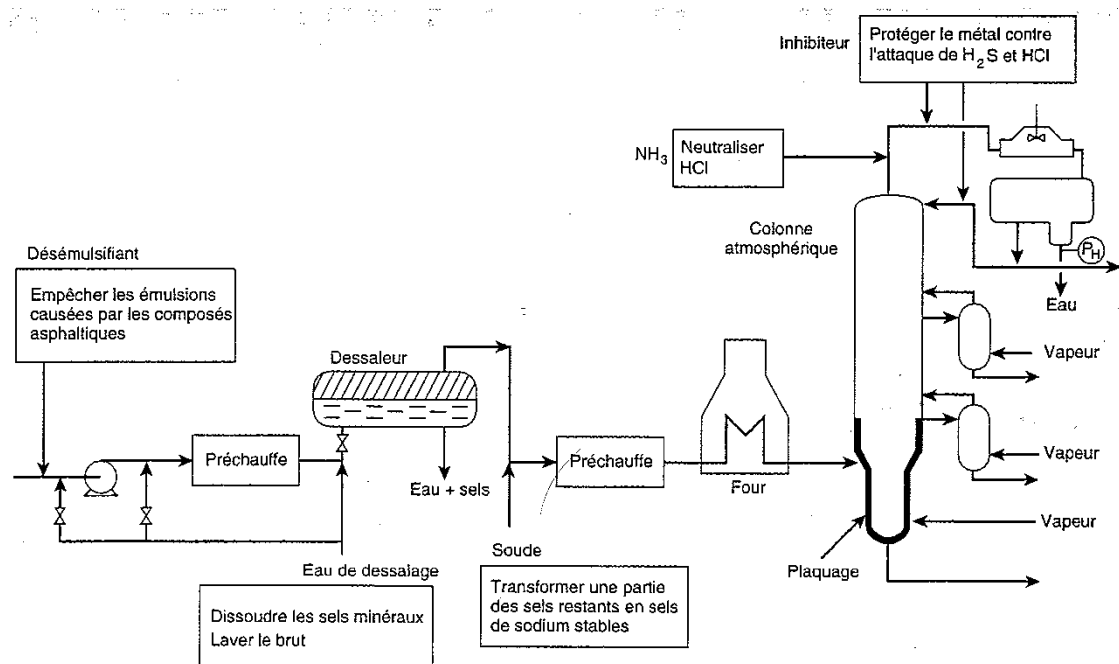 Inhibiteur
Protéger le métal contre
l'attaque de H₂S et HCl
NH₃
Neutraliser
HCl
Colonne
atmosphérique
PH
Eau
Désémulsifiant
Empêcher les émulsions
causées par les composés
asphaltiques
Dessaleur
Vapeur
Préchauffe
Eau + sels
Préchauffe
Four
Vapeur
Vapeur
Plaquage
Eau de dessalage
Dissoudre les sels minéraux
Laver le brut
Soude
Transformer une partie
des sels restants en sels
de sodium stables